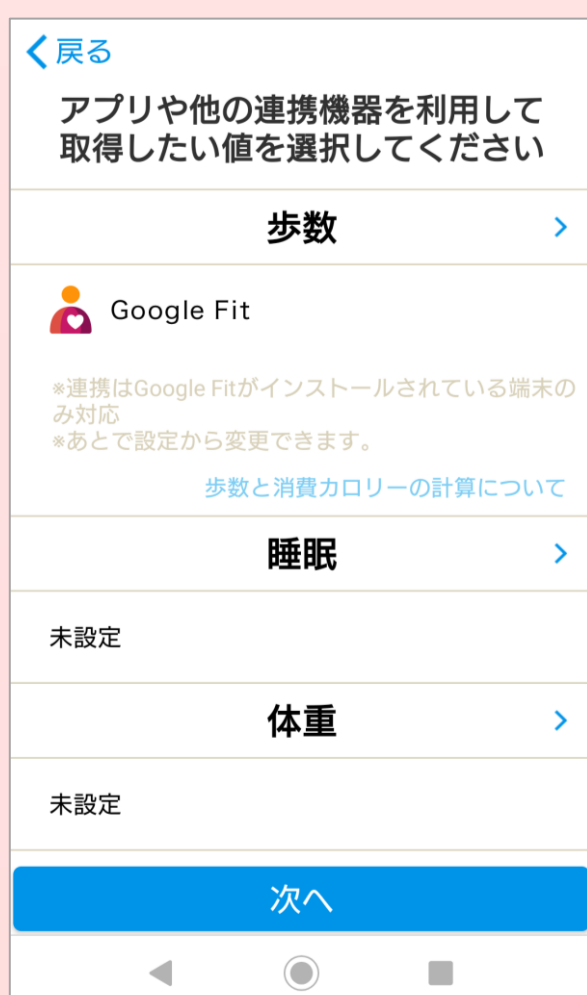 戻る
アプリや他の連携機器を利用して
取得したい値を選択してください
歩数
Google Fit
※連携はGoogle Fitがインストールされている端末の
み対応
※あとで設定から変更できます。
歩数と消費カロリーの計算について
睡眠
未設定
体重
未設定
次へ